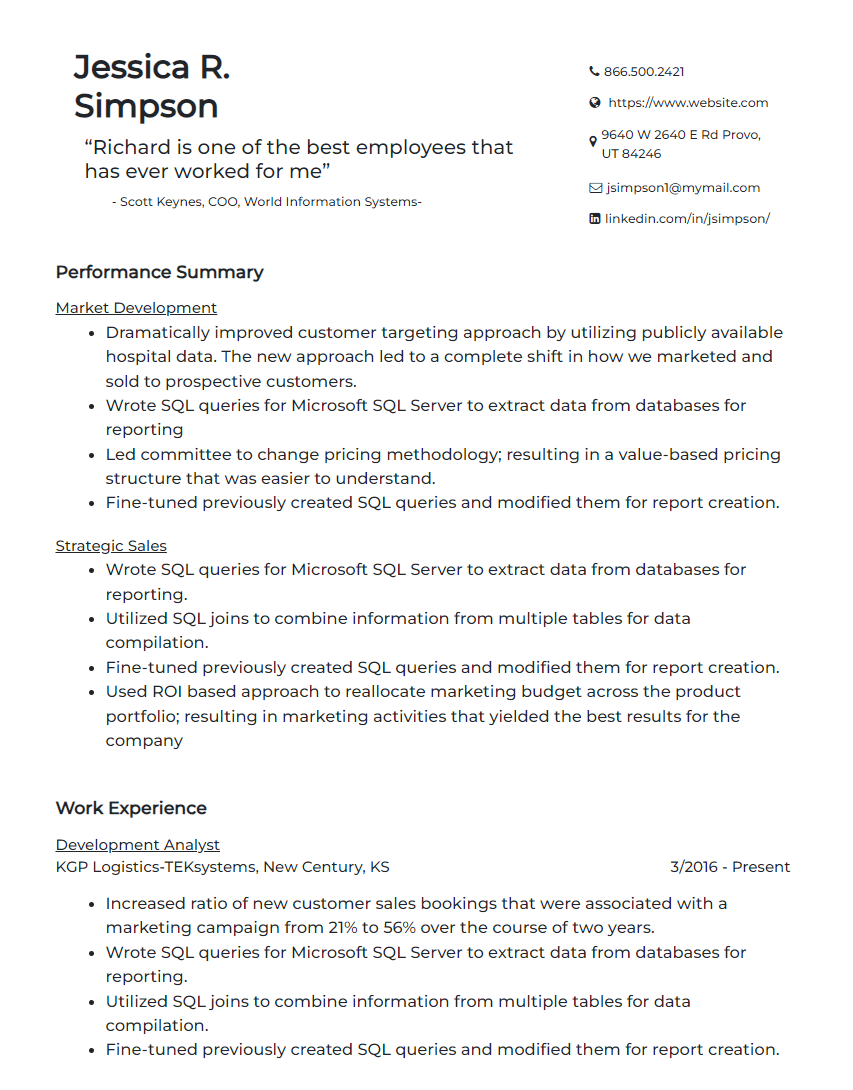 Jessica R.
Simpson
“Richard is one of the best employees that
has ever worked for me”
- Scott Keynes, COO, World Information Systems-
866.500.2421
https://www.website.com
9640 W 2640 E Rd Provo,
UT 84246
jsimpson1@mymail.com
linkedin.com/in/jsimpson/
Performance Summary
Market Development
• Dramatically improved customer targeting approach by utilizing publicly available
hospital data. The new approach led to a complete shift in how we marketed and
sold to prospective customers.
• Wrote SQL queries for Microsoft SQL Server to extract data from databases for
reporting
• Led committee to change pricing methodology; resulting in a value-based pricing
structure that was easier to understand.
• Fine-tuned previously created SQL queries and modified them for report creation.
Strategic Sales
• Wrote SQL queries for Microsoft SQL Server to extract data from databases for
reporting.
• Utilized SQL joins to combine information from multiple tables for data
compilation.
• Fine-tuned previously created SQL queries and modified them for report creation.
• Used ROI based approach to reallocate marketing budget across the product
portfolio; resulting in marketing activities that yielded the best results for the
company
Work Experience
Development Analyst
KGP Logistics-TEKsystems, New Century, KS 3/2016 - Present
• Increased ratio of new customer sales bookings that were associated with a
marketing campaign from 21% to 56% over the course of two years.
• Wrote SQL queries for Microsoft SQL Server to extract data from databases for
reporting.
• Utilized SQL joins to combine information from multiple tables for data
compilation.
• Fine-tuned previously created SQL queries and modified them for report creation.